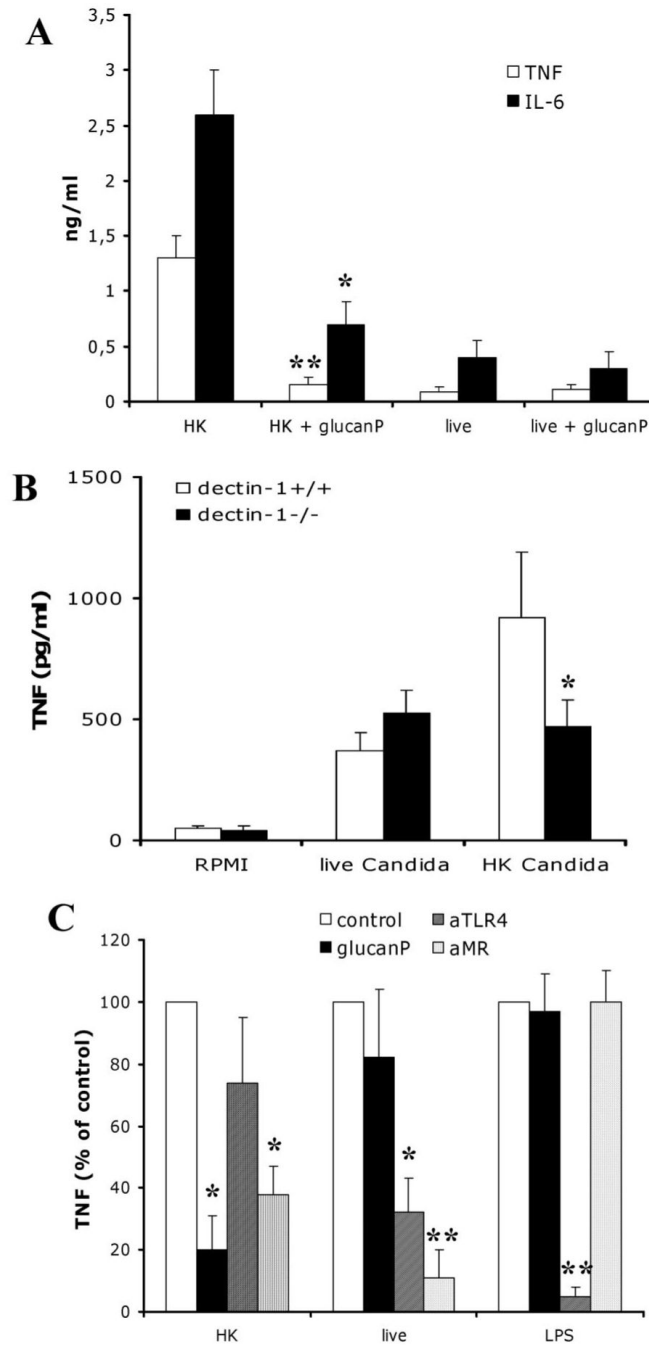 A
3,5
3
2,5
2
1,5
1
0,5
0
ng/ml
TNF
IL-6
**
*
HK
HK + glucanP
live
live + glucanP
B
1500
1000
500
0
TNF (pg/ml)
dectin-1+/+
dectin-1-/-
*
RPMI
live Candida
HK Candida
C
control
aTLR4
glucanP
aMR
120
100
80
60
40
20
0
TNF (% of control)
*
*
*
**
**
HK
live
LPS